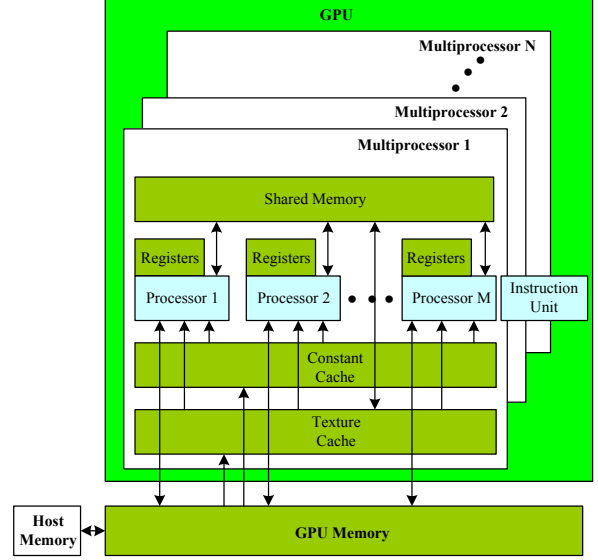 GPU
Multiprocessor N
Multiprocessor 2
Multiprocessor 1
Shared Memory
Registers
Registers
Registers
Processor 1
Processor 2
Processor M
Instruction
Unit
Constant
Cache
Texture
Cache
Host
Memory
GPU Memory